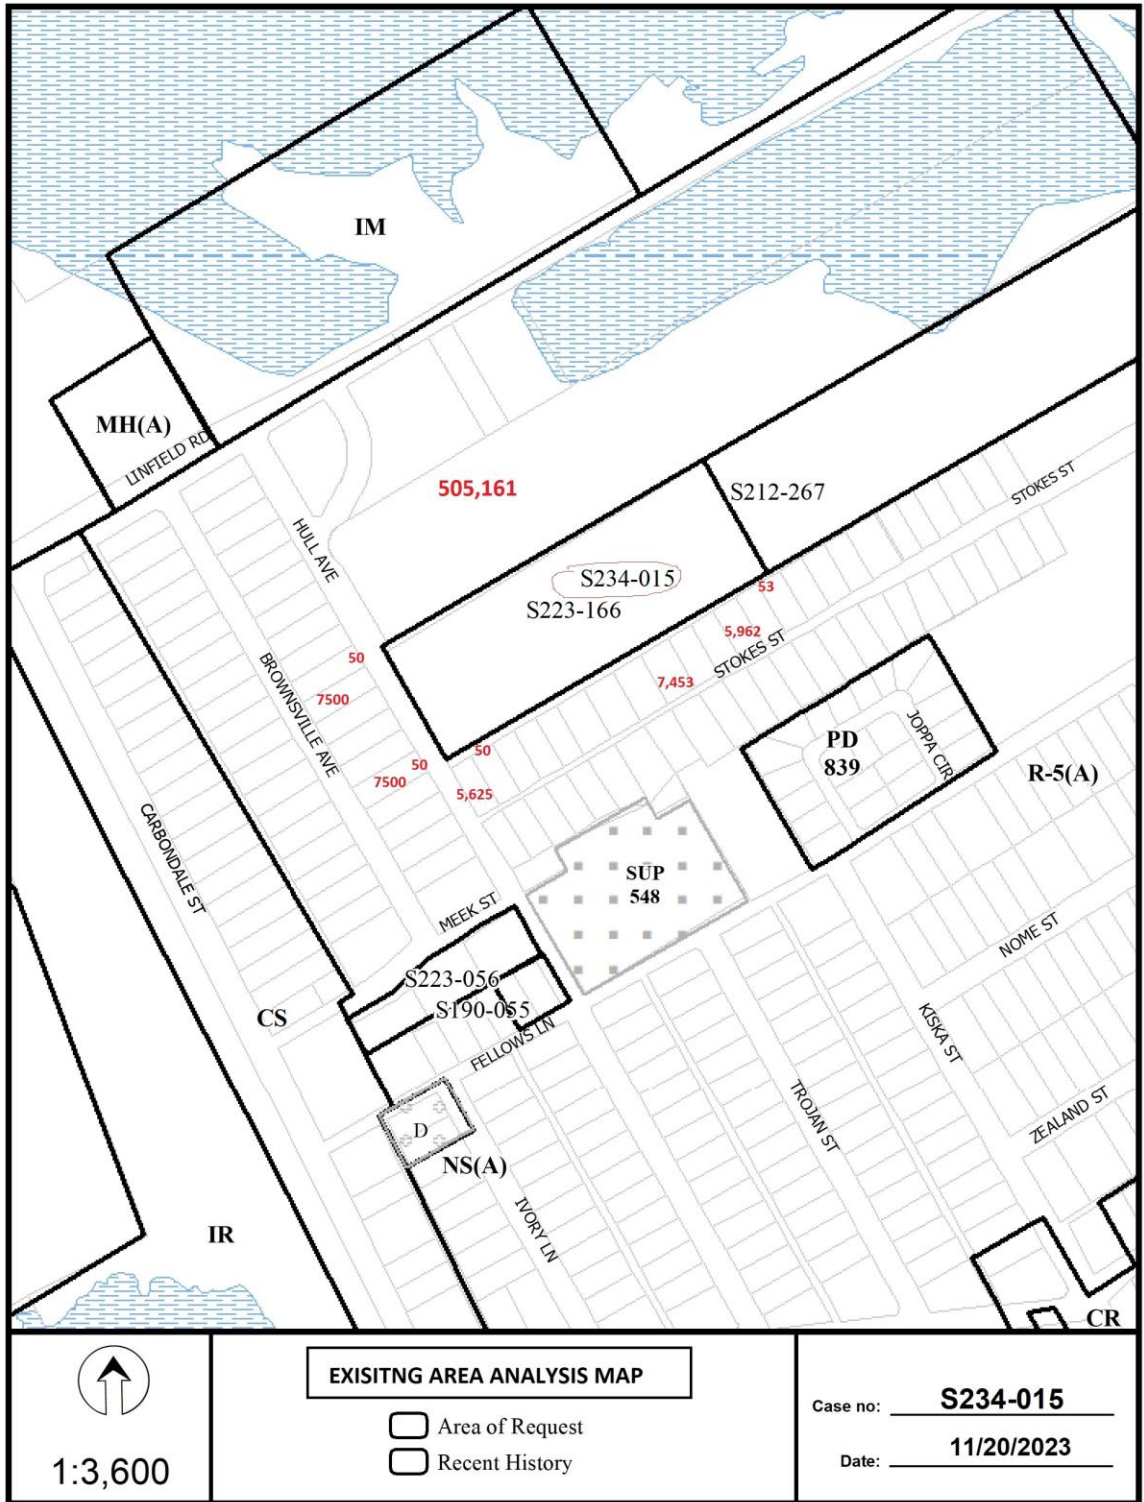 IM
MH(A)
LINFIELD RD
505,161
S212-267
STOKES ST
HULL AVE
S234-015
S223-166
53
5,962
STOKES ST
50
7,453
7500
BROWNSVILLE AVE
JOPPA CIR
PD
839
50
50
7500
5,625
R-5(A)
CARBONDALE ST
SUP
548
MEEK ST
NOME ST
S223-056
S190-055
CS
FELLOWS LN
KISKA ST
TROJAN ST
ZEALAND ST
D
NS(A)
IVORY LN
IR
CR
1:3,600
EXISITNG AREA ANALYSIS MAP
Area of Request
Recent History
Case no: S234-015
Date: 11/20/2023